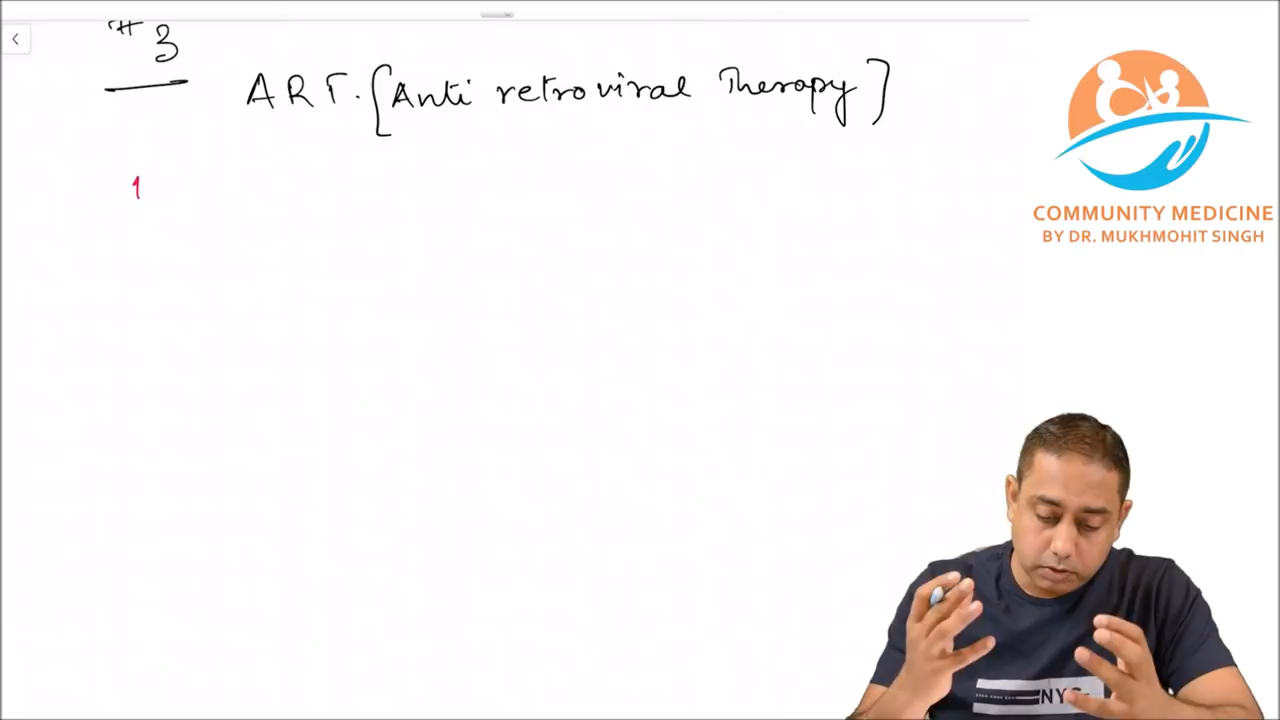 # 3
ART. [Anti retroviral Therapy]
1
COMMUNITY MEDICINE
BY DR. MUKHMOHIT SINGH